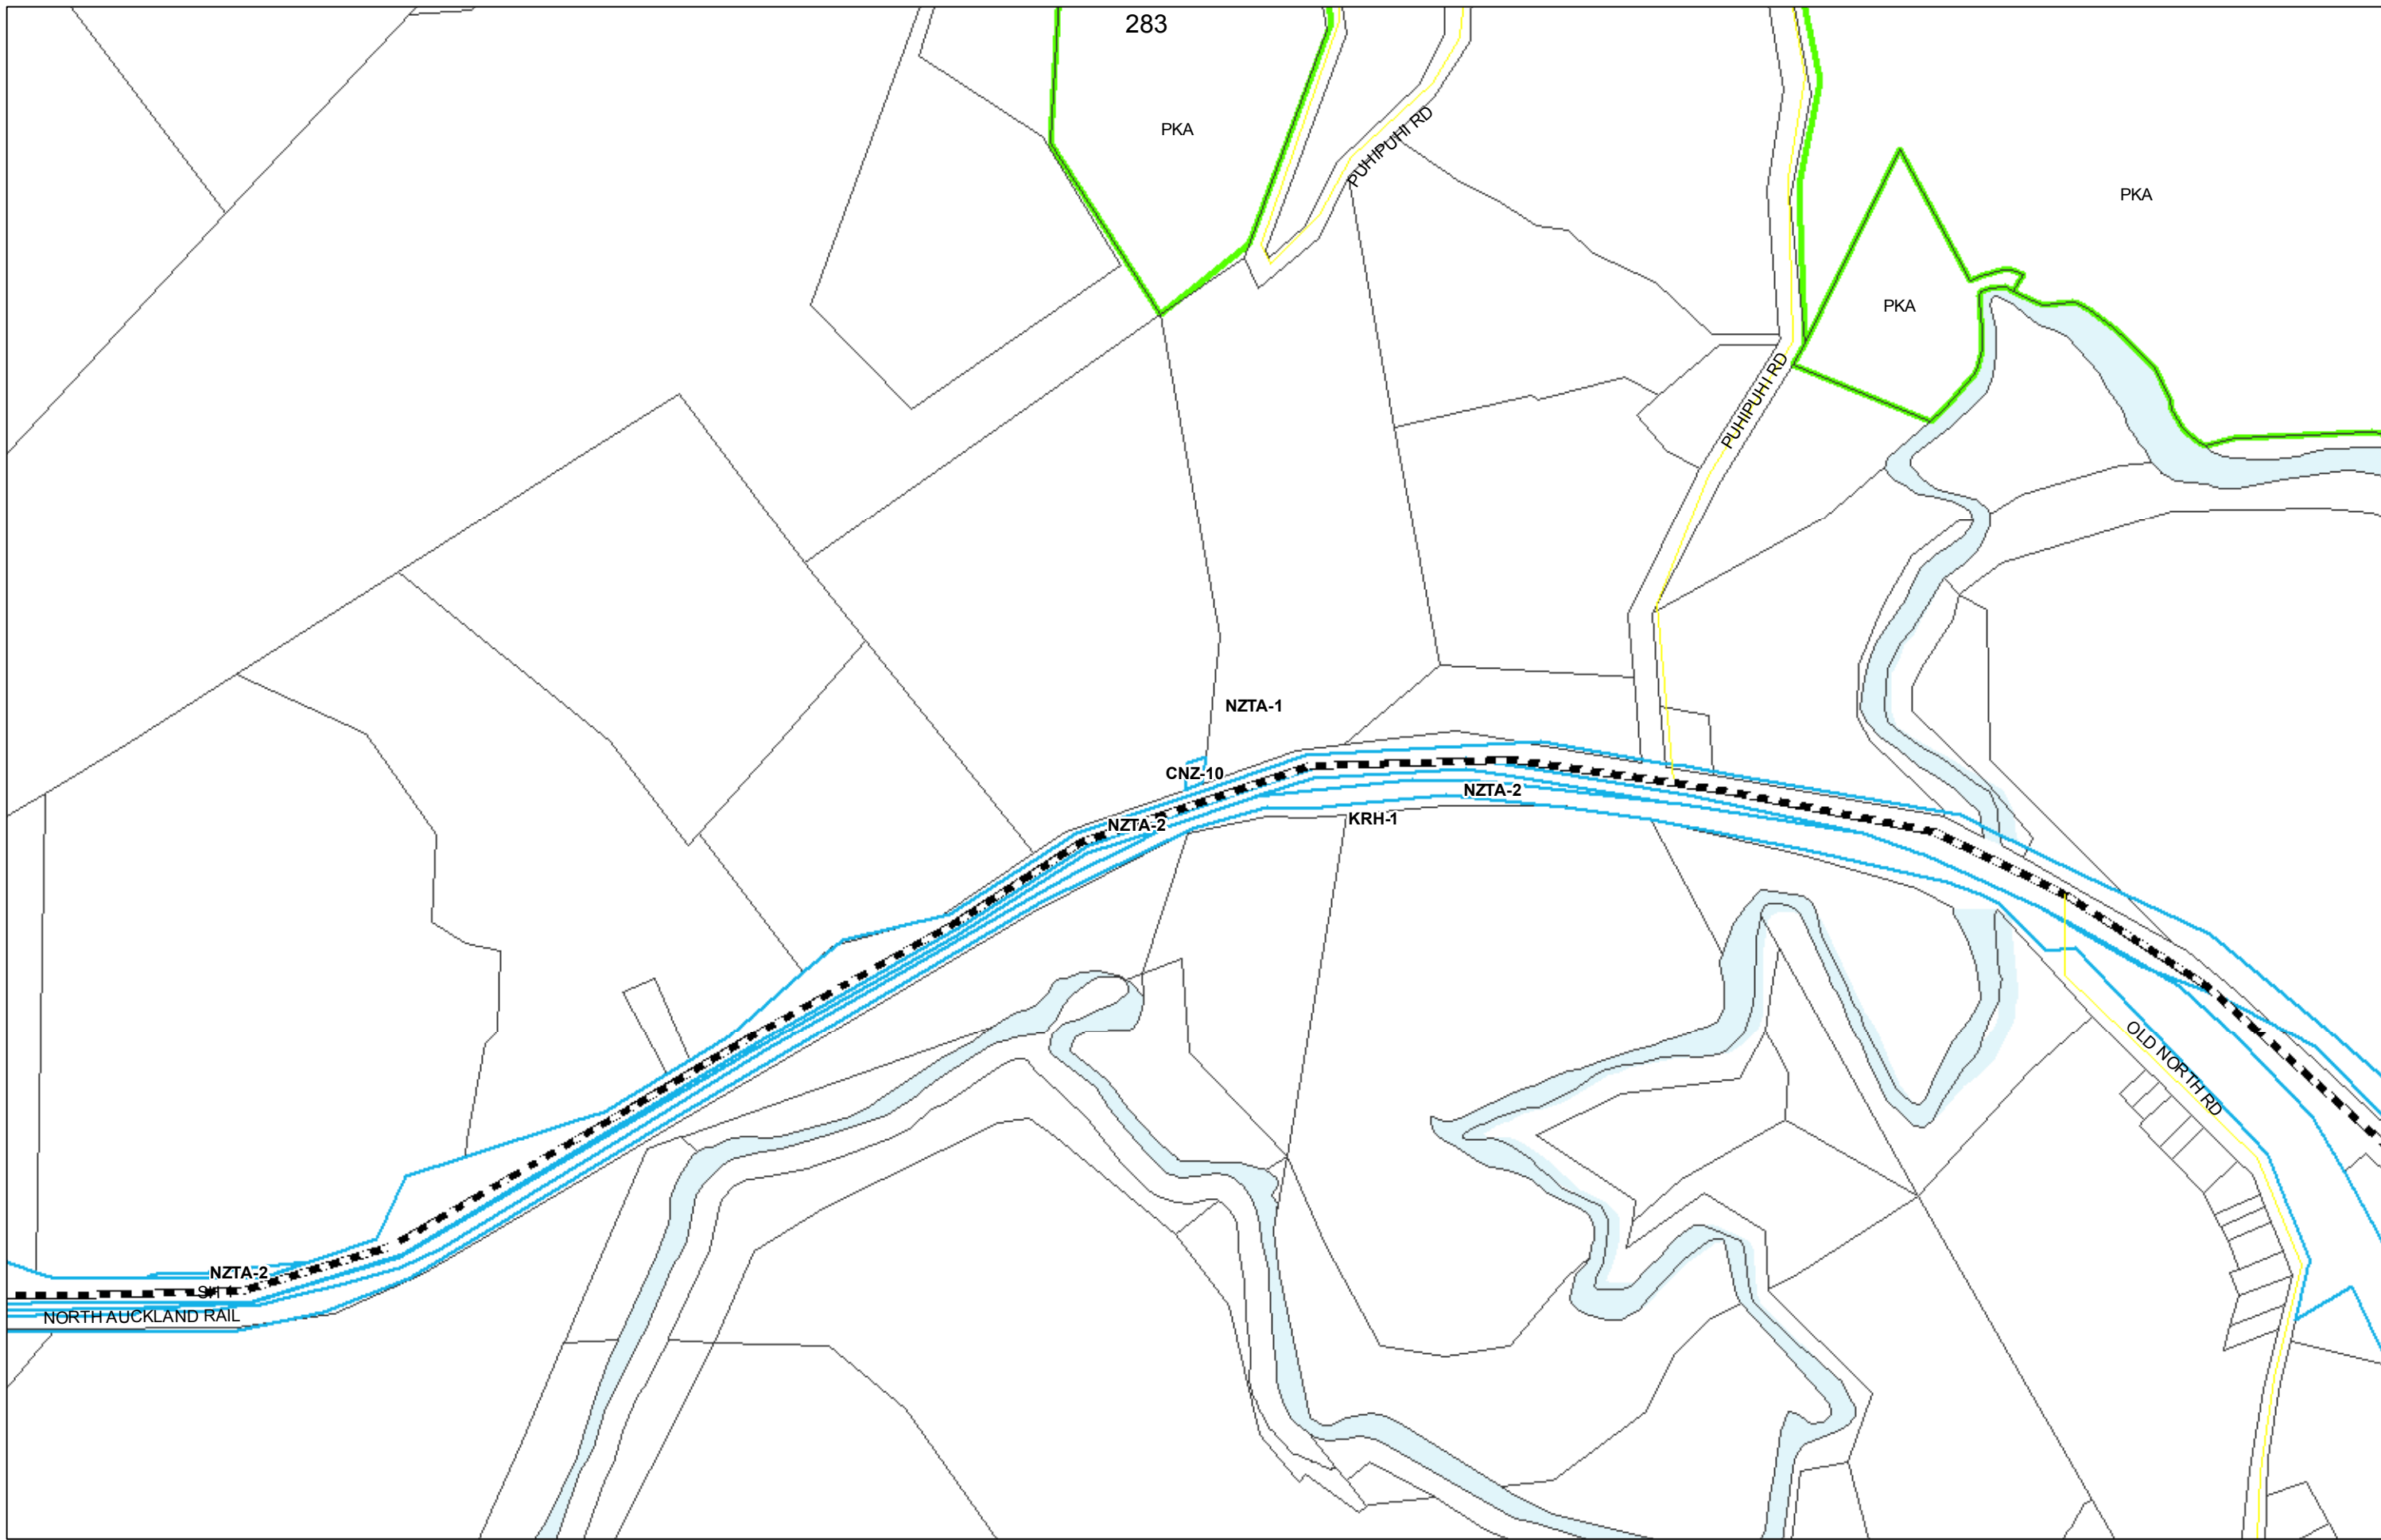 283
PKA
PUHIPUHI RD
PKA
PKA
PUHIPUHI RD
NZTA-1
CNZ-10
NZTA-2
NZTA-2
KRH-1
OLD NORTH RD
NZTA-2
SH 1
NORTH AUCKLAND RAIL